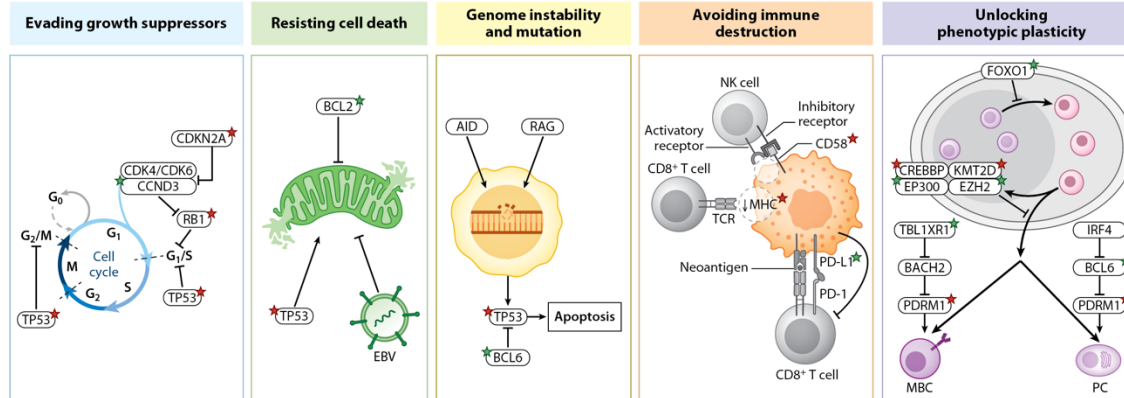 Evading growth suppressors
Resisting cell death
Genome instability
and mutation
Avoiding immune
destruction
Unlocking
phenotypic plasticity
CDKN2A
CDK4/CDK6
CCND3
RB1
G0
G1
G2/M
G1/S
M
Cell
cycle
S
G2
TP53
TP53
BCL2
TP53
EBV
AID
RAG
TP53
Apoptosis
BCL6
NK cell
Inhibitory
receptor
Activatory
receptor
CD58
CD8+ T cell
↓ MHC
TCR
Neoantigen
PD-L1
PD-1
CD8+ T cell
FOXO1
CREBBP
KMT2D
EP300
EZH2
TBL1XR1
IRF4
BACH2
BCL6
PDRM1
PDRM1
MBC
PC